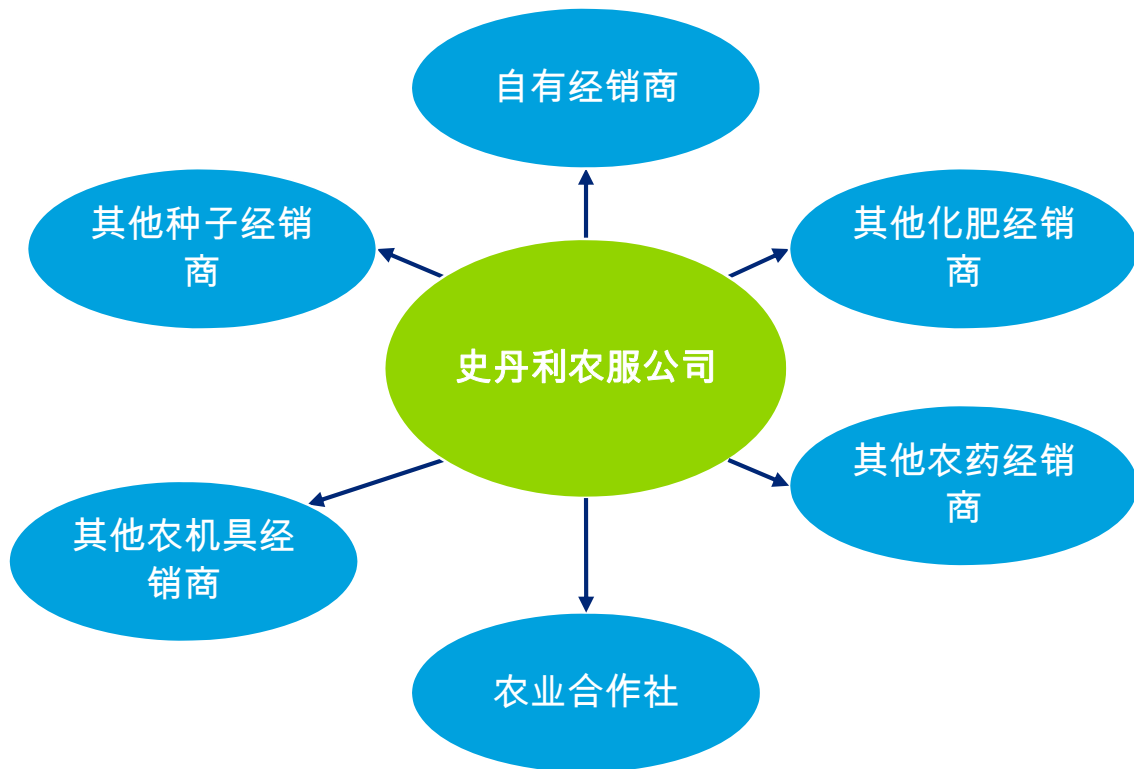 自有经销商
其他种子经销
商
其他化肥经销
商
史丹利农服公司
其他农药经销
商
其他农机具经
销商
农业合作社